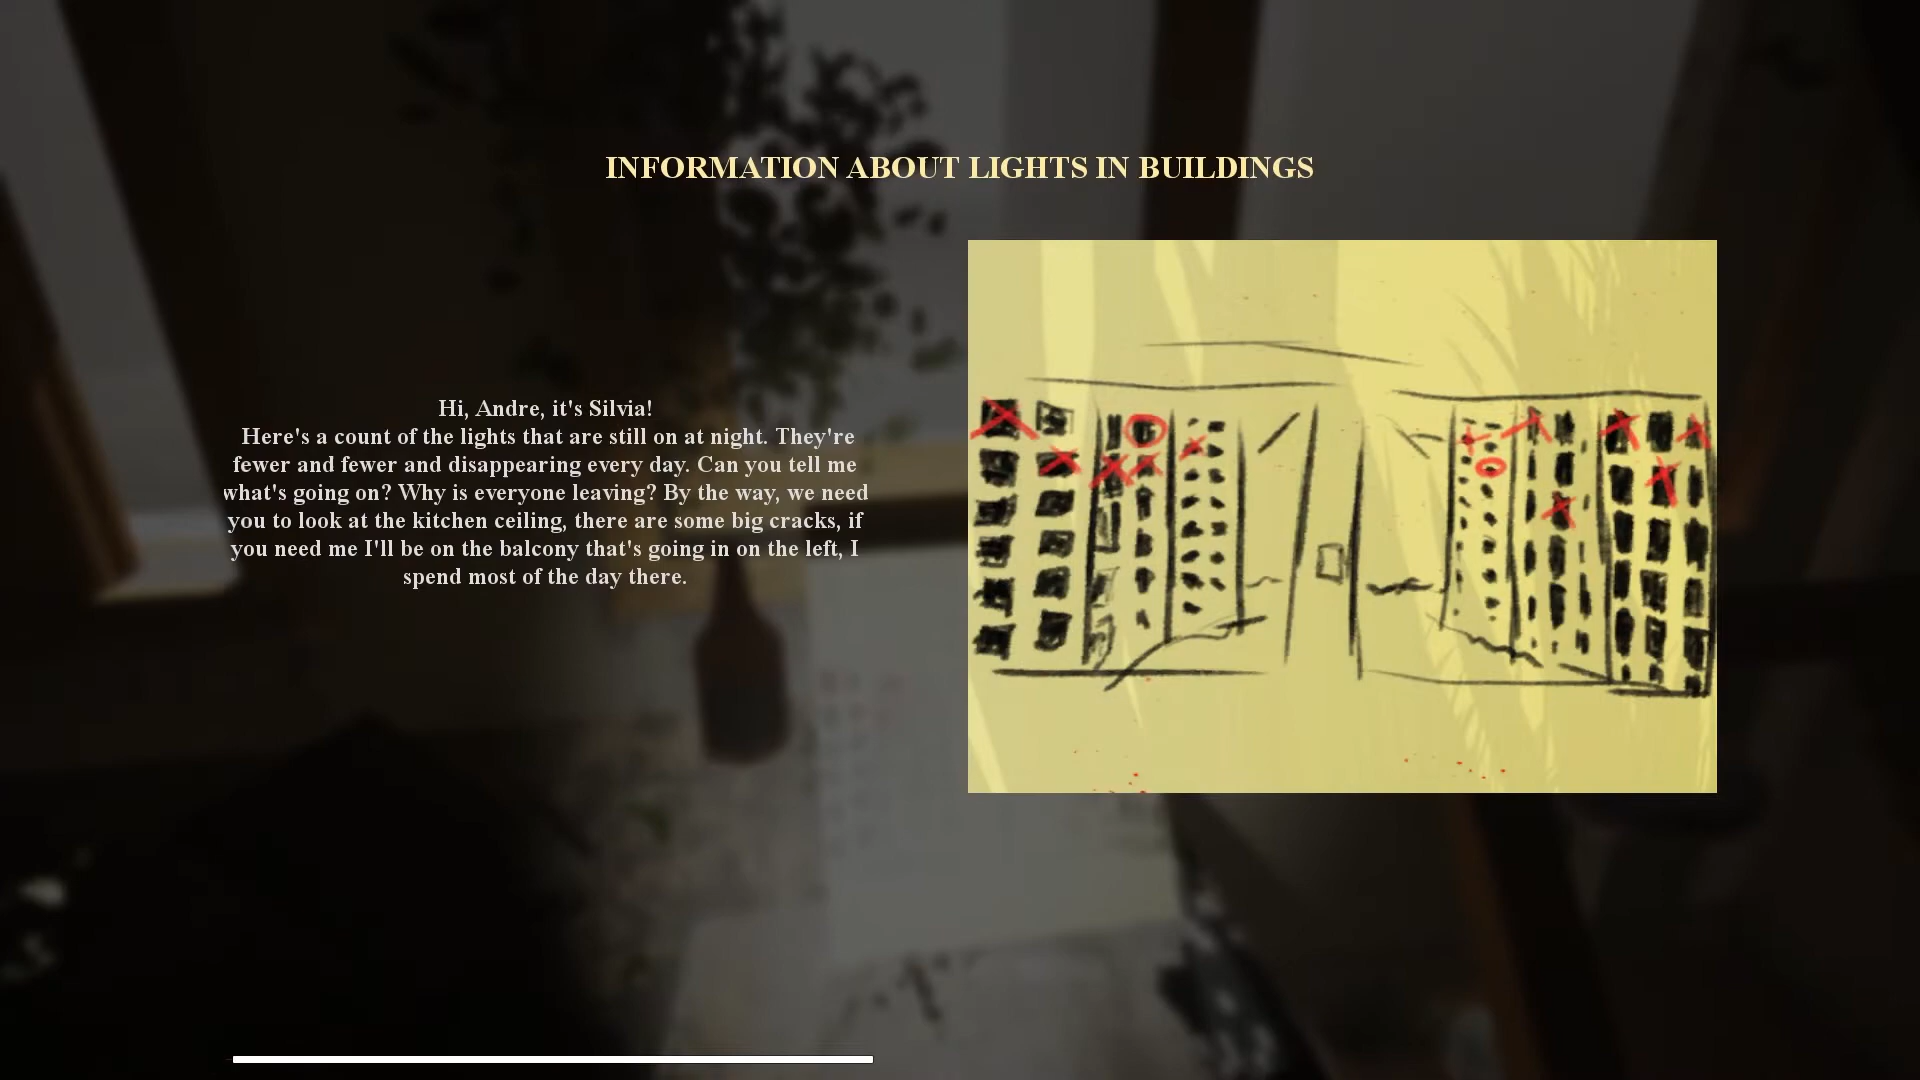 INFORMATION ABOUT LIGHTS IN BUILDINGS
Hi, Andre, it's Silvia!
Here's a count of the lights that are still on at night. They're
fewer and fewer and disappearing every day. Can you tell me
what's going on? Why is everyone leaving? By the way, we need
you to look at the kitchen ceiling, there are some big cracks, if
you need me I'll be on the balcony that's going in on the left, I
spend most of the day there.